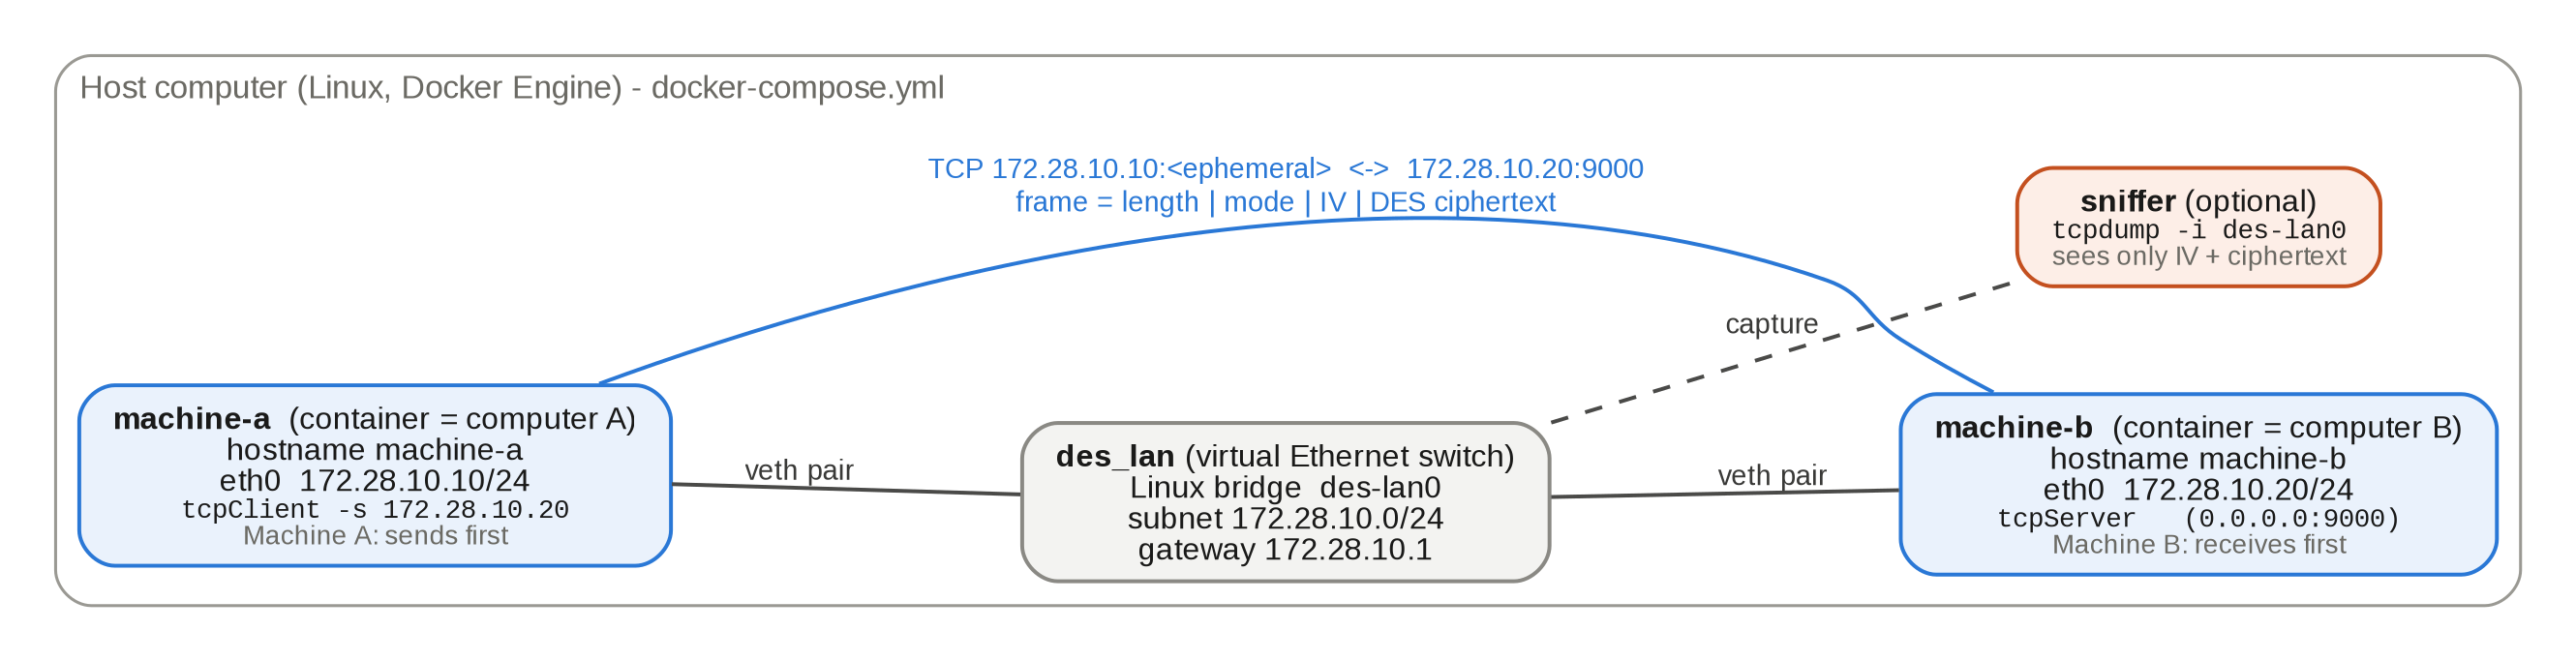 Host computer (Linux, Docker Engine) - docker-compose.yml
TCP 172.28.10.10:<ephemeral>  <->  172.28.10.20:9000
frame = length | mode | IV | DES ciphertext
sniffer (optional)
tcpdump -i des-lan0
sees only IV + ciphertext
capture
machine-a  (container = computer A)
hostname machine-a
eth0  172.28.10.10/24
tcpClient -s 172.28.10.20
Machine A: sends first
veth pair
des_lan (virtual Ethernet switch)
Linux bridge  des-lan0
subnet 172.28.10.0/24
gateway 172.28.10.1
veth pair
machine-b  (container = computer B)
hostname machine-b
eth0  172.28.10.20/24
tcpServer   (0.0.0.0:9000)
Machine B: receives first